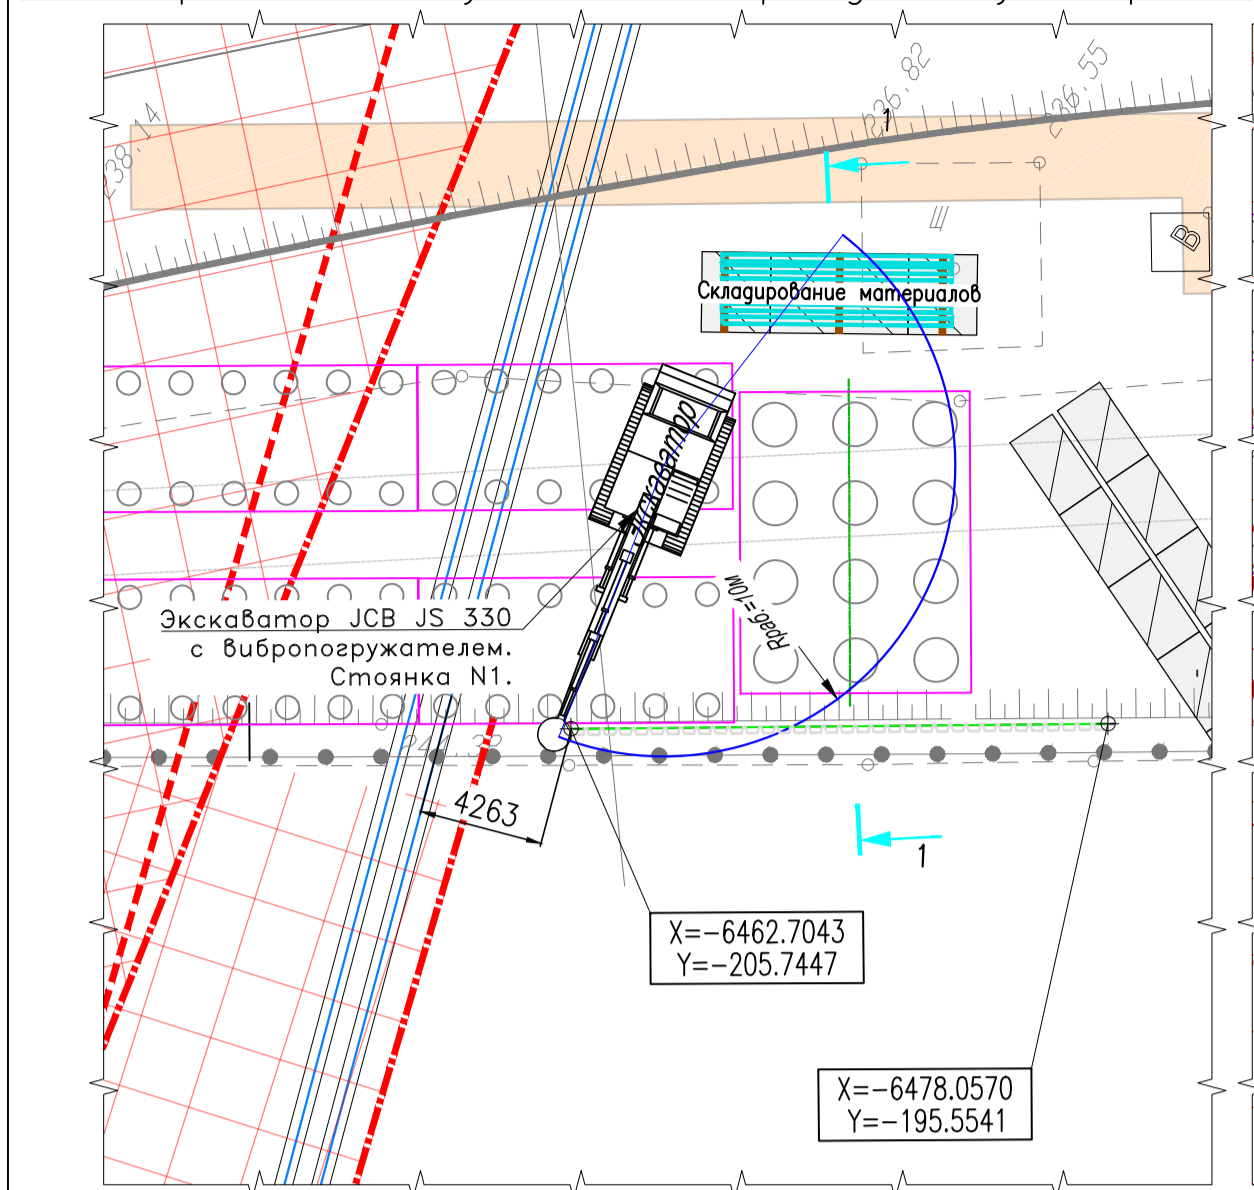 238.14
236.82
236.55
1
В
Складирование материалов
Экскаватор
Rраб.=10м
Экскаватор JCB JS 330
с вибропогружателем.
Стоянка N1.
4263
1
X=-6462.7043
Y=-205.7447
X=-6478.0570
Y=-195.5541